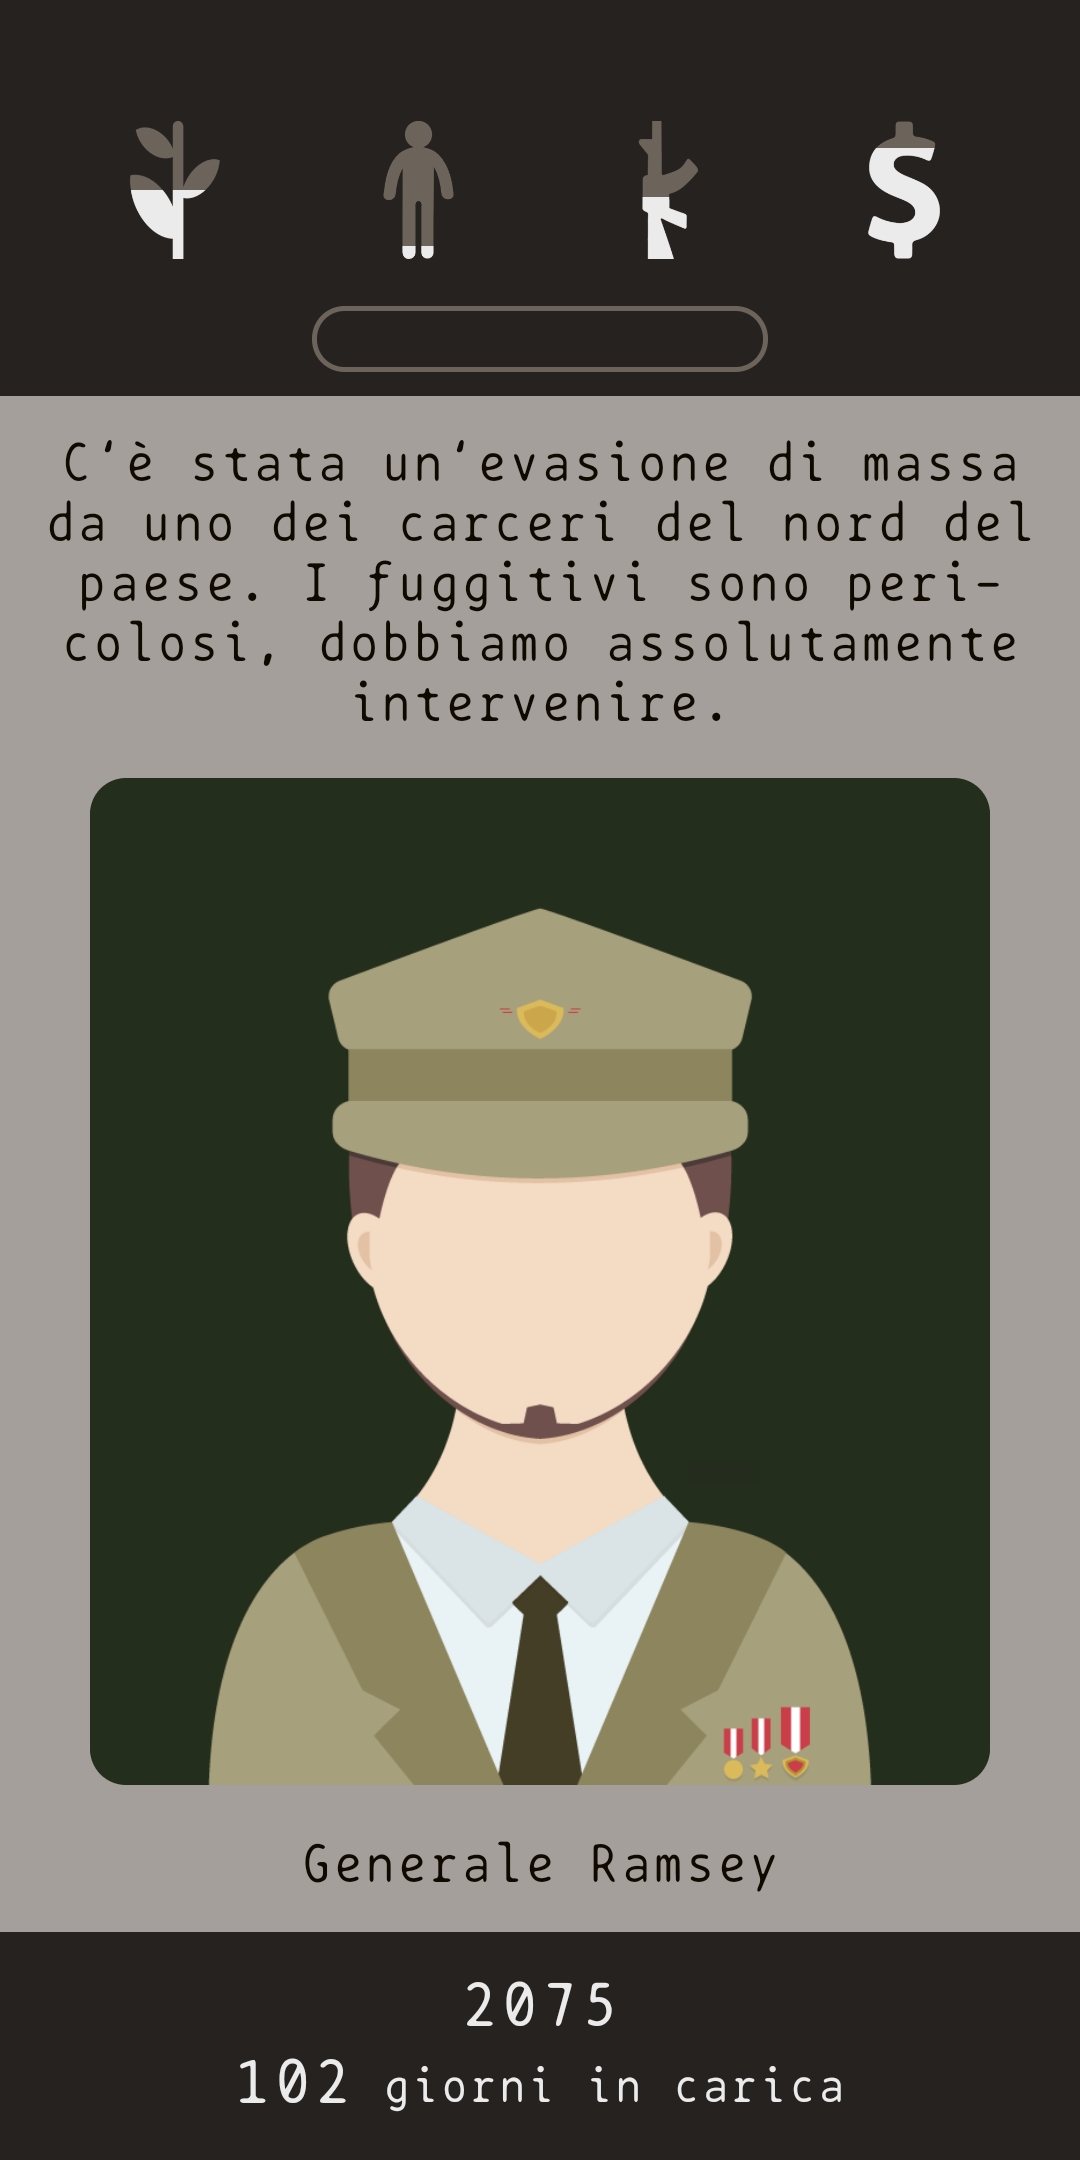 C‘è stata un‘evasione di massa
da uno dei carceri del nord del
paese. I fuggitivi sono peri-
colosi, dobbiamo assolutamente
intervenire.
Generale Ramsey
2075
102 giorni in carica